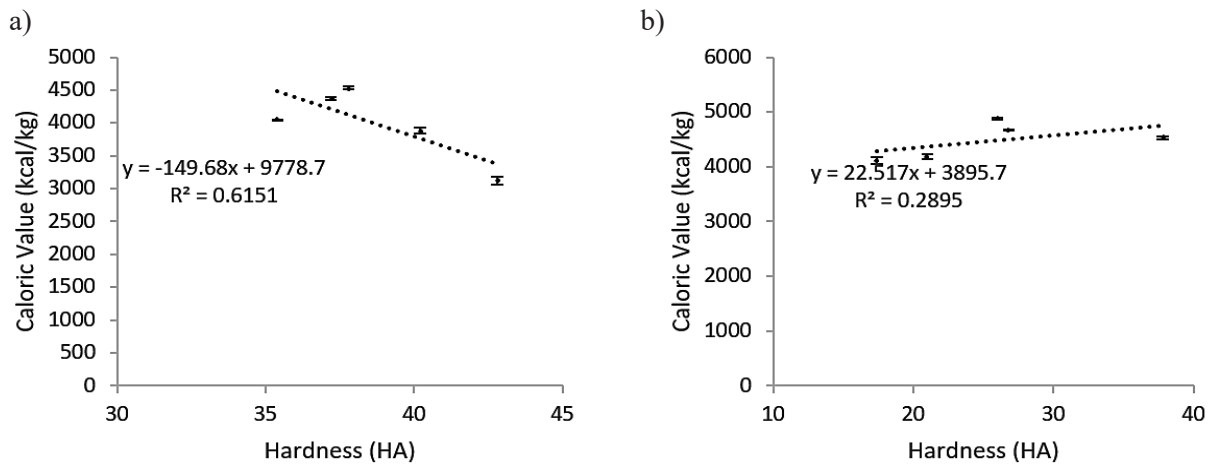 a)
5000
4500
4000
3500
3000
2500
2000
1500
1000
500
0
Caloric Value (kcal/kg)
y = -149.68x + 9778.7
R² = 0.6151
30 35 40 45
Hardness (HA)
b)
6000
5000
4000
3000
2000
1000
0
Caloric Value (kcal/kg)
y = 22.517x + 3895.7
R² = 0.2895
10 20 30 40
Hardness (HA)